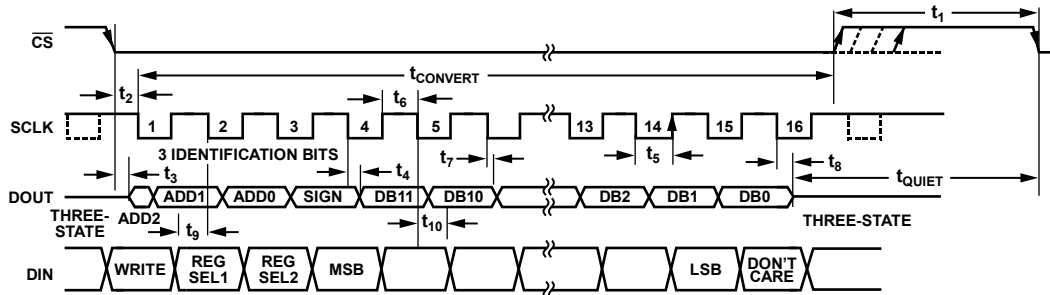 t1
CS
tCONVERT
t2
t6
SCLK
1 2 3 4 5 13 14 15 16
3 IDENTIFICATION BITS
t3 t4 t7 t5 t8
tQUIET
DOUT
ADD1 ADD0 SIGN DB11 DB10 DB2 DB1 DB0
THREE-STATE
ADD2
t9
t10
THREE-STATE
DIN
WRITE
REG SEL1
REG SEL2
MSB
LSB
DON'T CARE